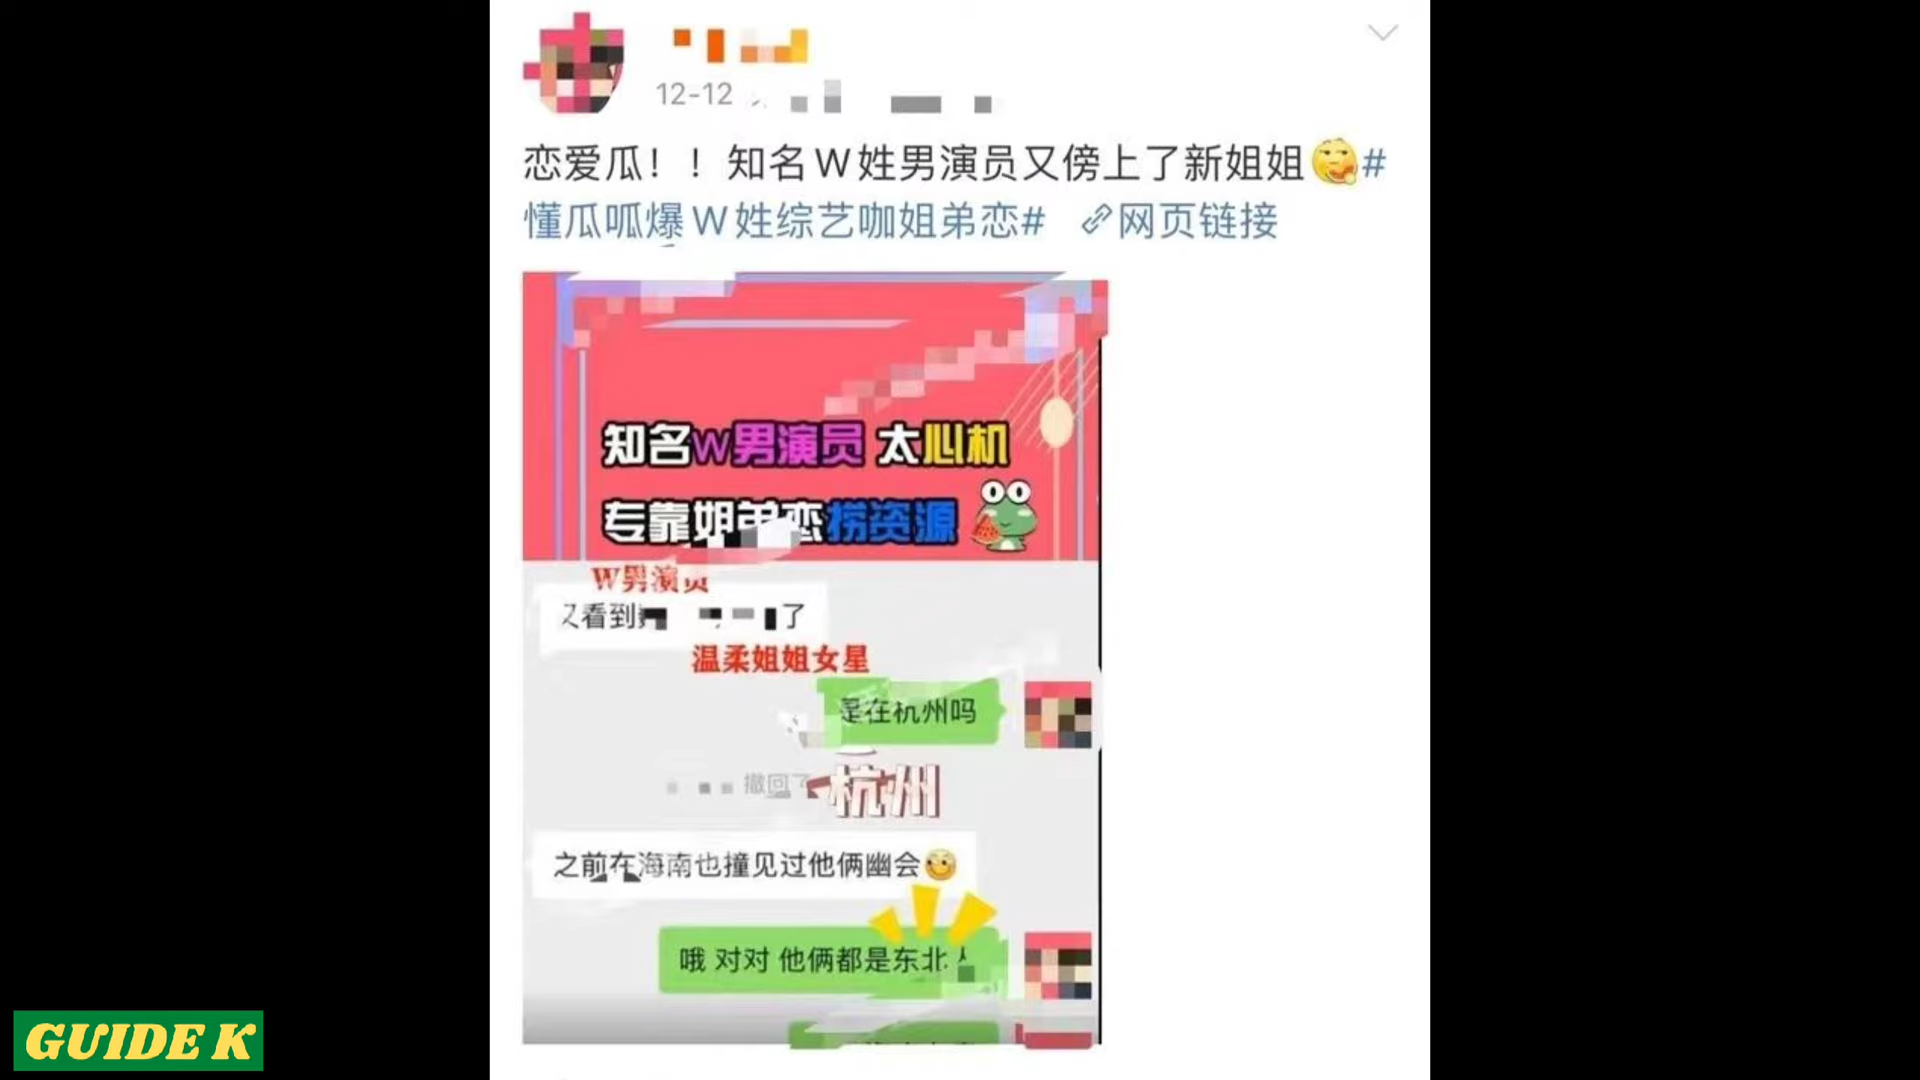 12-12
恋爱瓜！！知名W姓男演员又傍上了新姐姐#
懂瓜呱爆W姓综艺咖姐弟恋# 网页链接
知名W男演员 太心机
专靠姐弟恋捞资源
W男演员
又看到 了
温柔姐姐女星
是在杭州吗
撤回了
杭州
之前在海南也撞见过他俩幽会
哦 对对 他俩都是东北人
GUIDE K